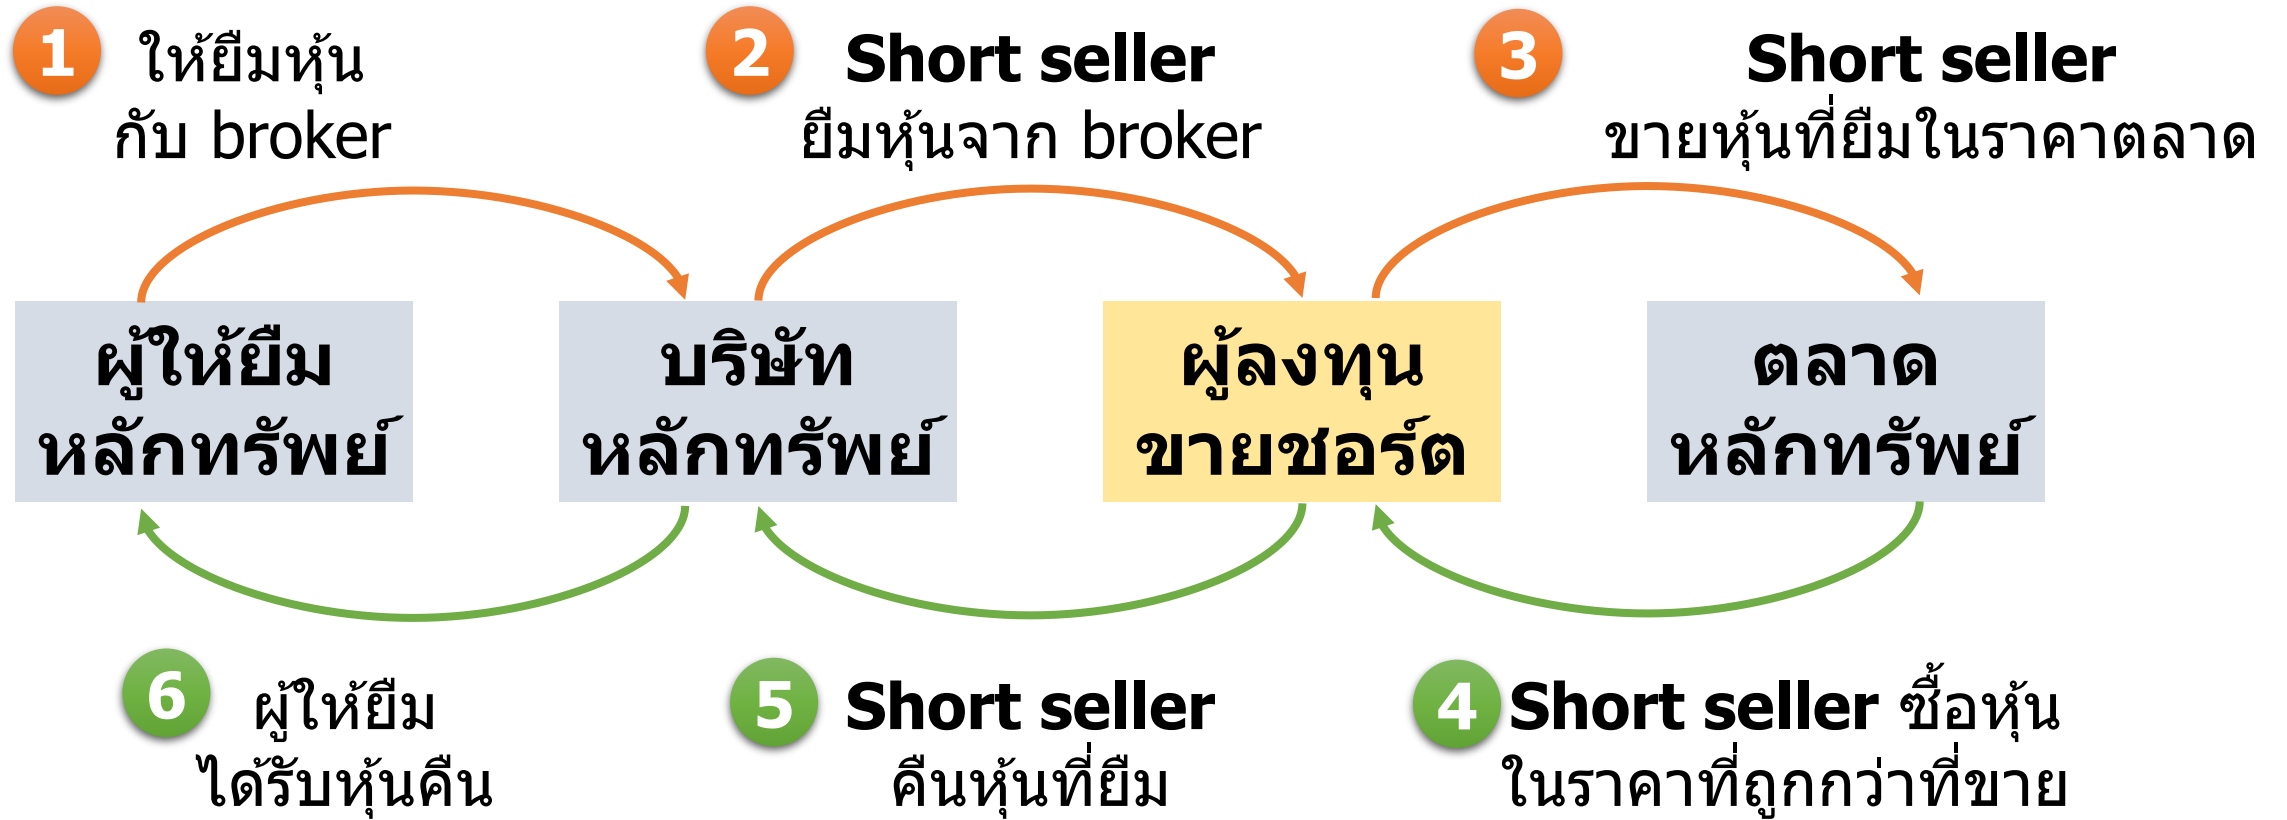 1
ให้ยืมหุ้น
กับ broker
2
Short seller
ยืมหุ้นจาก broker
3
Short seller
ขายหุ้นที่ยืมในราคาตลาด
ผู้ให้ยืม
หลักทรัพย์
บริษัท
หลักทรัพย์
ผู้ลงทุน
ขายชอร์ต
ตลาด
หลักทรัพย์
6
ผู้ให้ยืม
ได้รับหุ้นคืน
5
Short seller
คืนหุ้นที่ยืม
4
Short seller ซื้อหุ้น
ในราคาที่ถูกกว่าที่ขาย